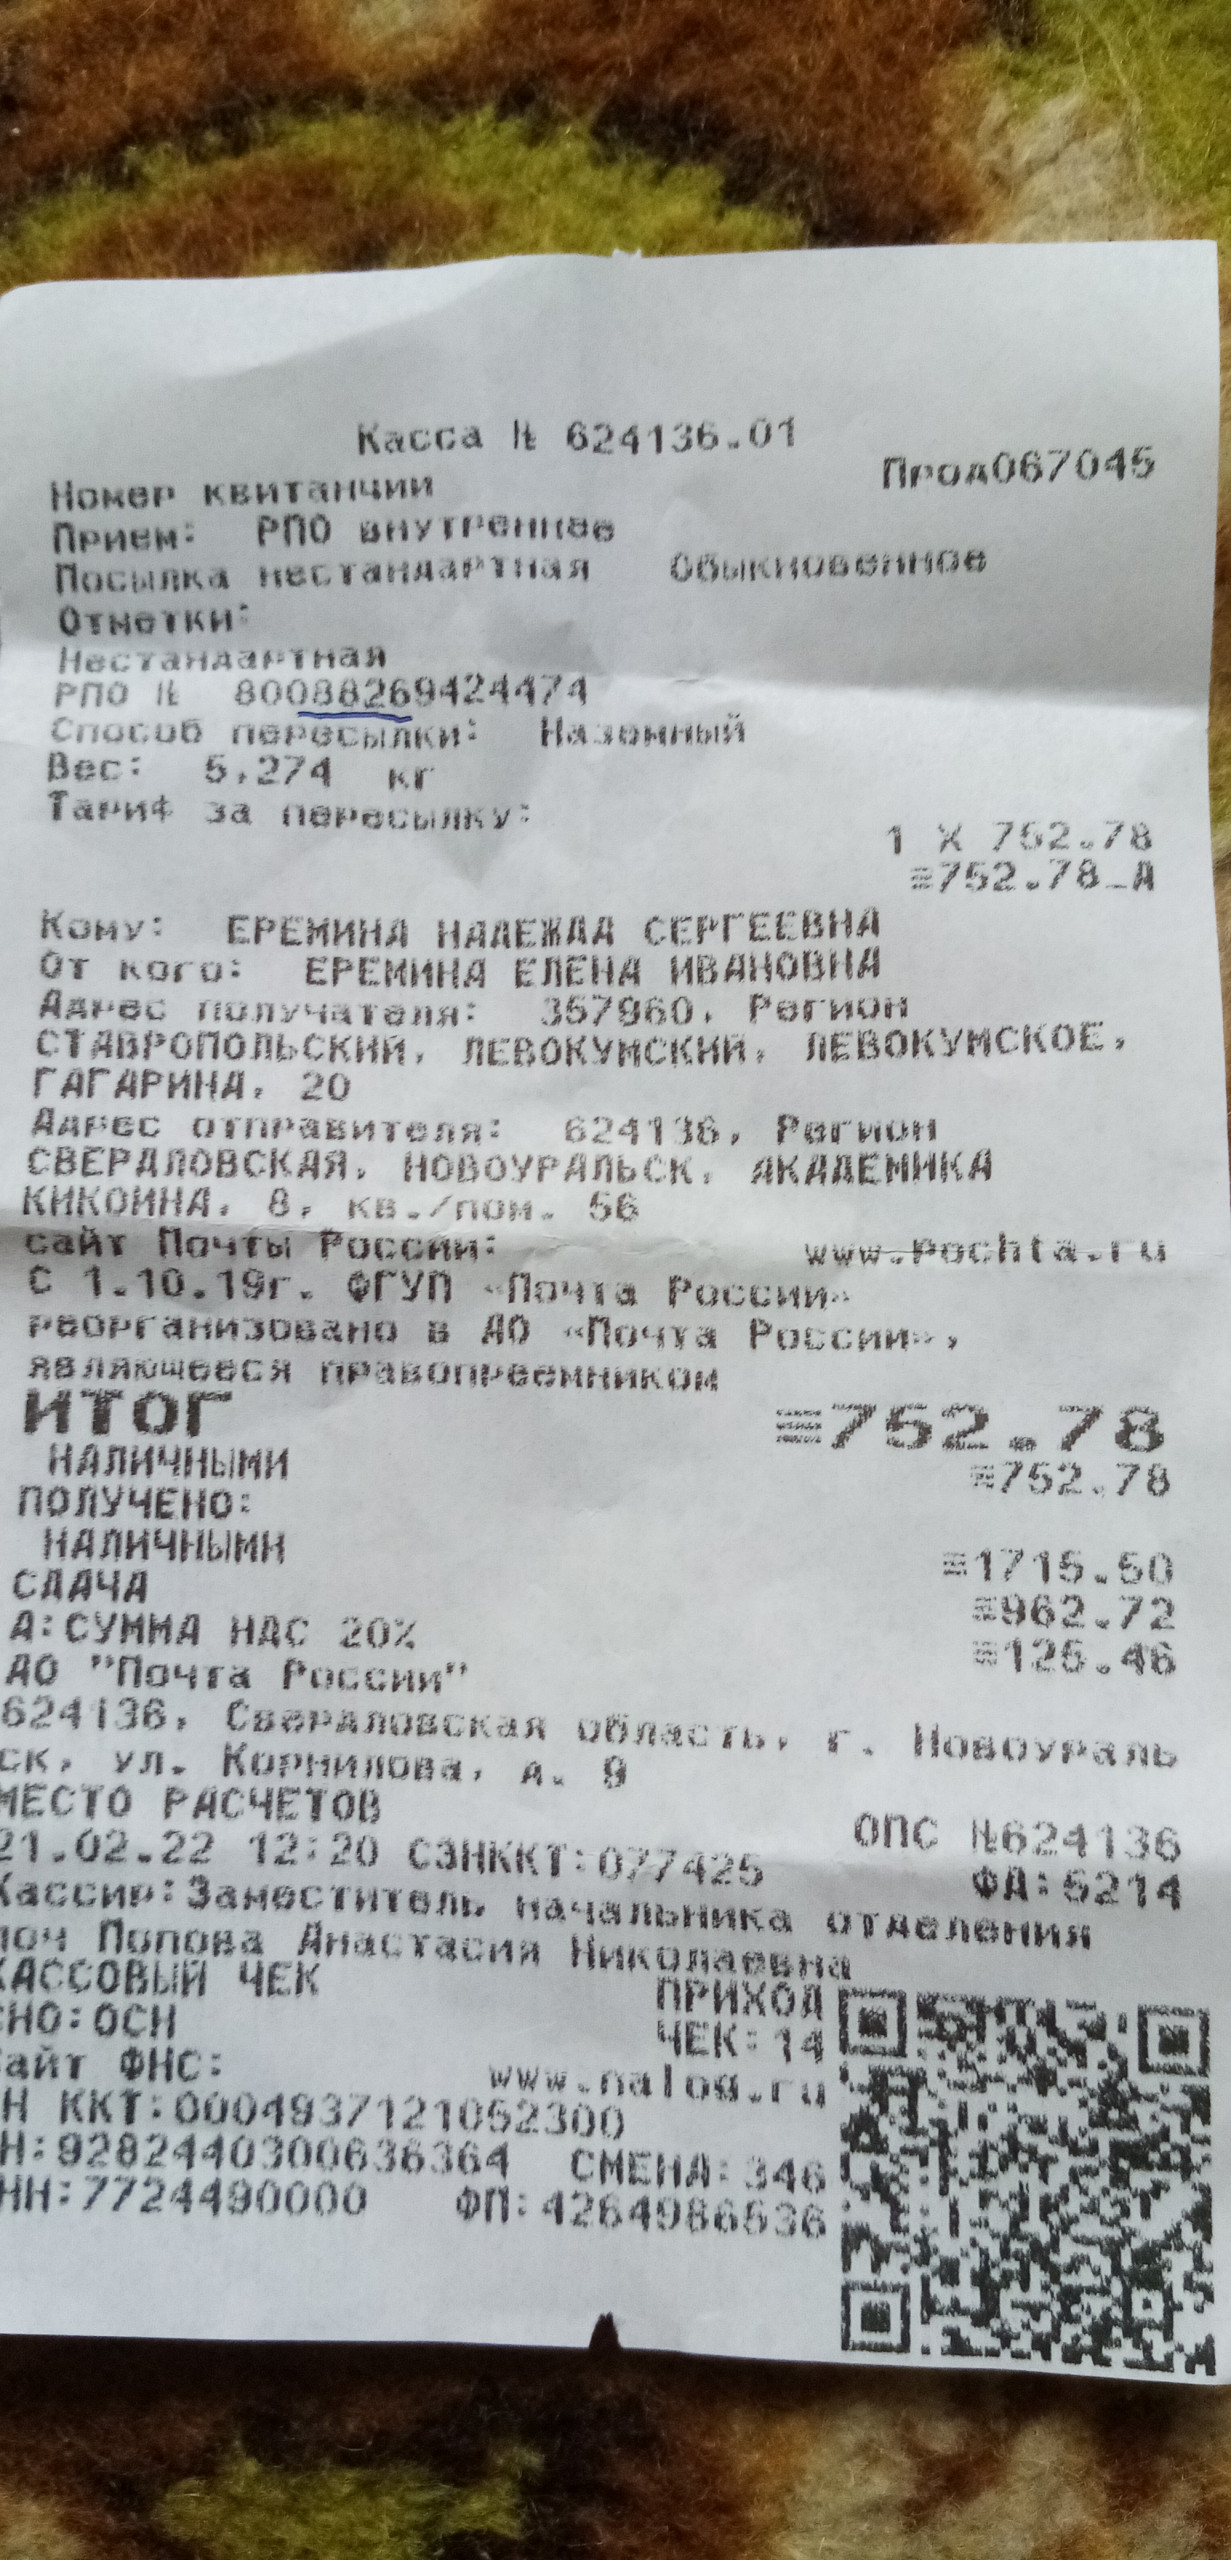 Касса № 624136.01
Прод067045
Номер квитанции
Прием: РПО внутреннее
Посылка нестандартная Обыкновенное
Отметки:
Нестандартная
РПО № 80088269424474
Способ пересылки: Наземный
Вес: 5,274 кг
Тариф за пересылку:
1 X 752.78
≡752.78_А
Кому: ЕРЕМИНА НАДЕЖДА СЕРГЕЕВНА
От кого: ЕРЕМИНА ЕЛЕНА ИВАНОВНА
Адрес получателя: 357960, Регион
СТАВРОПОЛЬСКИЙ, ЛЕВОКУМСКИЙ, ЛЕВОКУМСКОЕ,
ГАГАРИНА, 20
Адрес отправителя: 624136, Регион
СВЕРДЛОВСКАЯ, НОВОУРАЛЬСК, АКАДЕМИКА
КИКОИНА, 8, кв./пом. 56
сайт Почты России: www.pochta.ru
С 1.10.19г. ФГУП «Почта России»
реорганизовано в АО «Почта России»,
являющееся правопреемником
ИТОГ ≡752.78
НАЛИЧНЫМИ ≡752.78
ПОЛУЧЕНО:
НАЛИЧНЫМИ ≡1715.50
СДАЧА ≡962.72
А:СУММА НДС 20% ≡125.46
АО "Почта России"
624136, Свердловская область, г. Новоураль
ск, ул. Корнилова, д. 9
МЕСТО РАСЧЕТОВ ОПС №624136
21.02.22 12:20 СЗНККТ:077425 ФД:5214
Кассир:Заместитель начальника отделения
поч Попова Анастасия Николаевна
КАССОВЫЙ ЧЕК ПРИХОД
СНО:ОСН ЧЕК:14
Сайт ФНС: www.nalog.ru
Н ККТ:0004937121052300
Н:9282440300636364 СМЕНА:346
НН:7724490000 ФП:4264986536